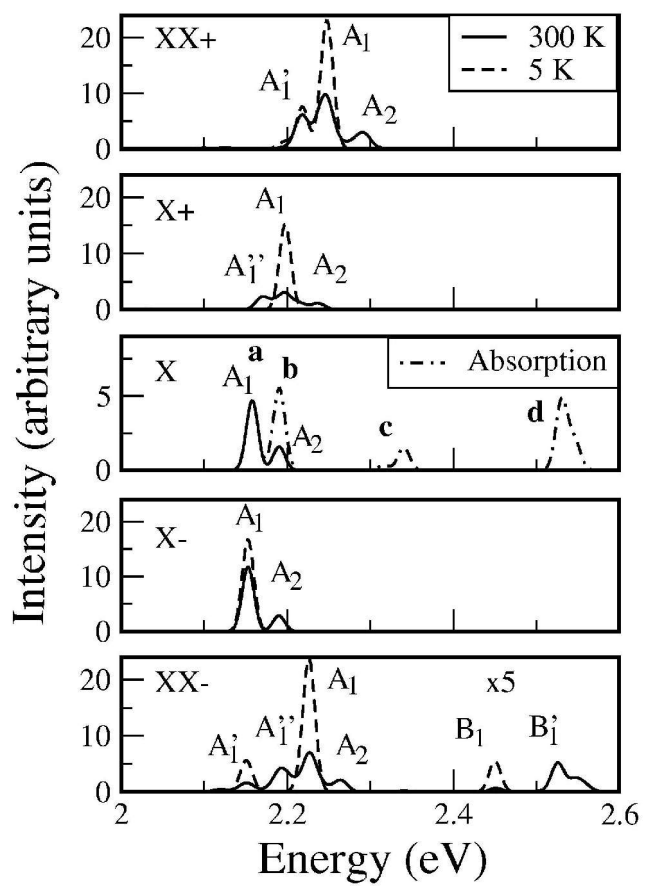 Intensity (arbitrary units)
XX+
A1'
A1
A2
300 K
5 K
20
10
0
X+
A1''
A1
A2
20
10
0
X
a
A1
b
A2
c
d
Absorption
5
0
X-
A1
A2
20
10
0
XX-
A1'
A1''
A1
A2
x5
B1
B1'
20
10
0
2
2.2
2.4
2.6
Energy (eV)